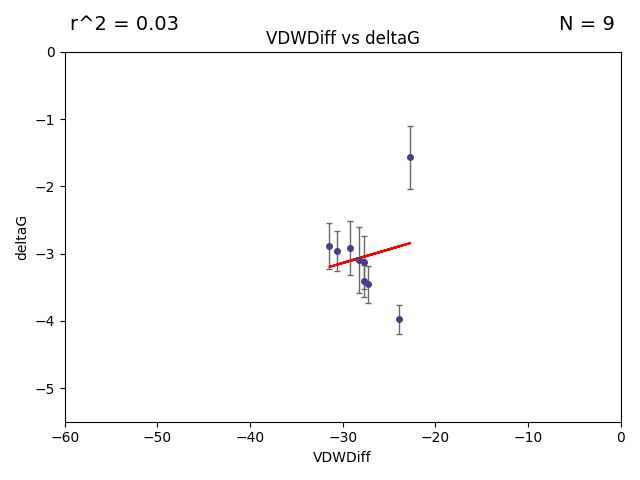 r^2 = 0.03
N = 9
VDWDiff vs deltaG
0
−1
−2
−3
−4
−5
deltaG
−60
−50
−40
−30
−20
−10
0
VDWDiff